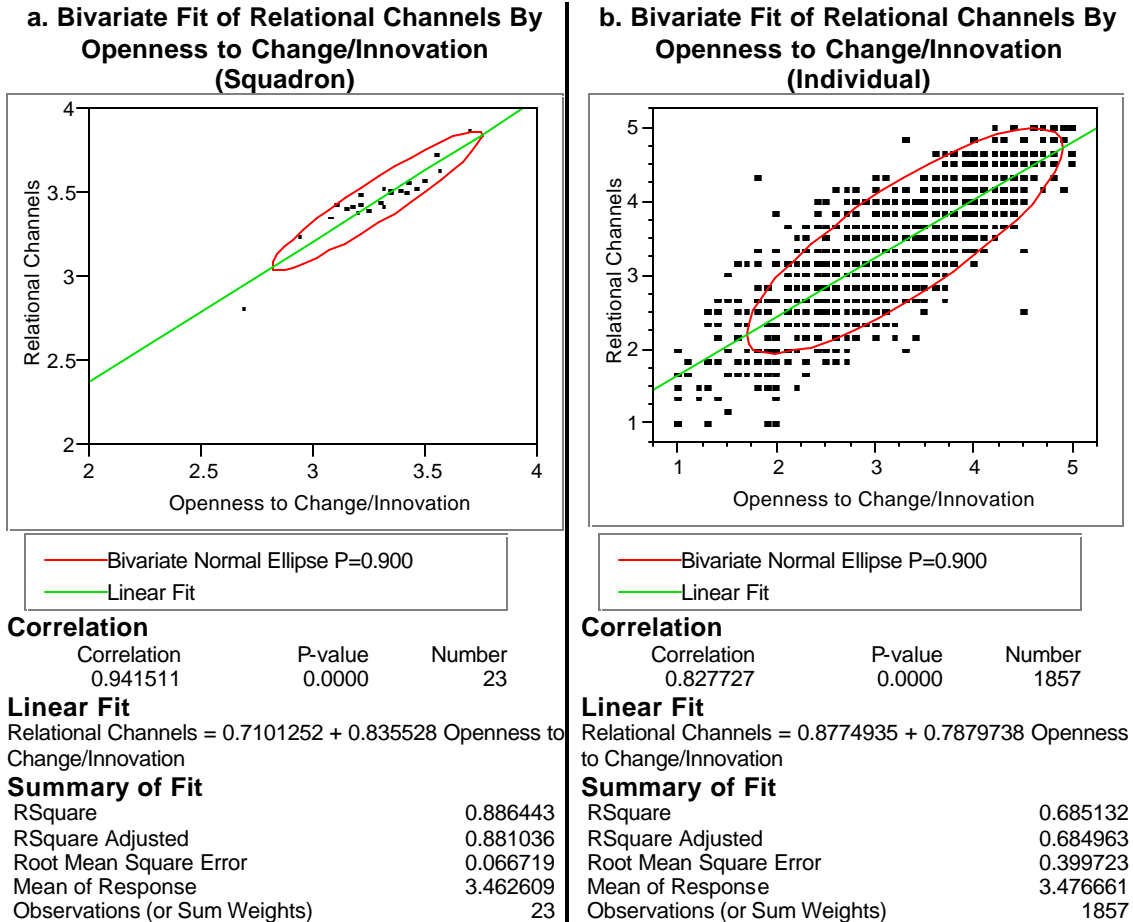 a. Bivariate Fit of Relational Channels By
Openness to Change/Innovation
(Squadron)
4
3.5
3
2.5
2
Relational Channels
2
2.5
3
3.5
4
Openness to Change/Innovation
Bivariate Normal Ellipse P=0.900
Linear Fit
Correlation
Correlation P-value Number
0.941511 0.0000 23
Linear Fit
Relational Channels = 0.7101252 + 0.835528 Openness to
Change/Innovation
Summary of Fit
RSquare 0.886443
RSquare Adjusted 0.881036
Root Mean Square Error 0.066719
Mean of Response 3.462609
Observations (or Sum Weights) 23
b. Bivariate Fit of Relational Channels By
Openness to Change/Innovation
(Individual)
5
4
3
2
1
Relational Channels
1
2
3
4
5
Openness to Change/Innovation
Bivariate Normal Ellipse P=0.900
Linear Fit
Correlation
Correlation P-value Number
0.827727 0.0000 1857
Linear Fit
Relational Channels = 0.8774935 + 0.7879738 Openness
to Change/Innovation
Summary of Fit
RSquare 0.685132
RSquare Adjusted 0.684963
Root Mean Square Error 0.399723
Mean of Response 3.476661
Observations (or Sum Weights) 1857